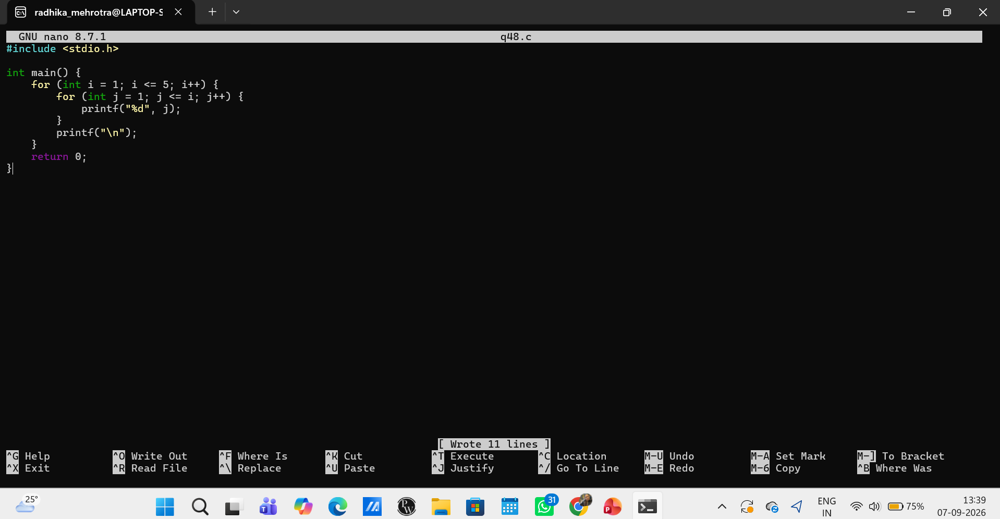 radhika_mehrotra@LAPTOP-S
GNU nano 8.7.1 q48.c
#include <stdio.h>
int main() {
    for (int i = 1; i <= 5; i++) {
        for (int j = 1; j <= i; j++) {
            printf("%d", j);
        }
        printf("\n");
    }
    return 0;
}
[ Wrote 11 lines ]
^G Help ^O Write Out ^F Where Is ^K Cut ^T Execute ^C Location M-U Undo M-A Set Mark M-] To Bracket
^X Exit ^R Read File ^\ Replace ^U Paste ^J Justify ^/ Go To Line M-E Redo M-6 Copy ^B Where Was
25°
31
ENG
IN
75%
13:39
07-09-2026